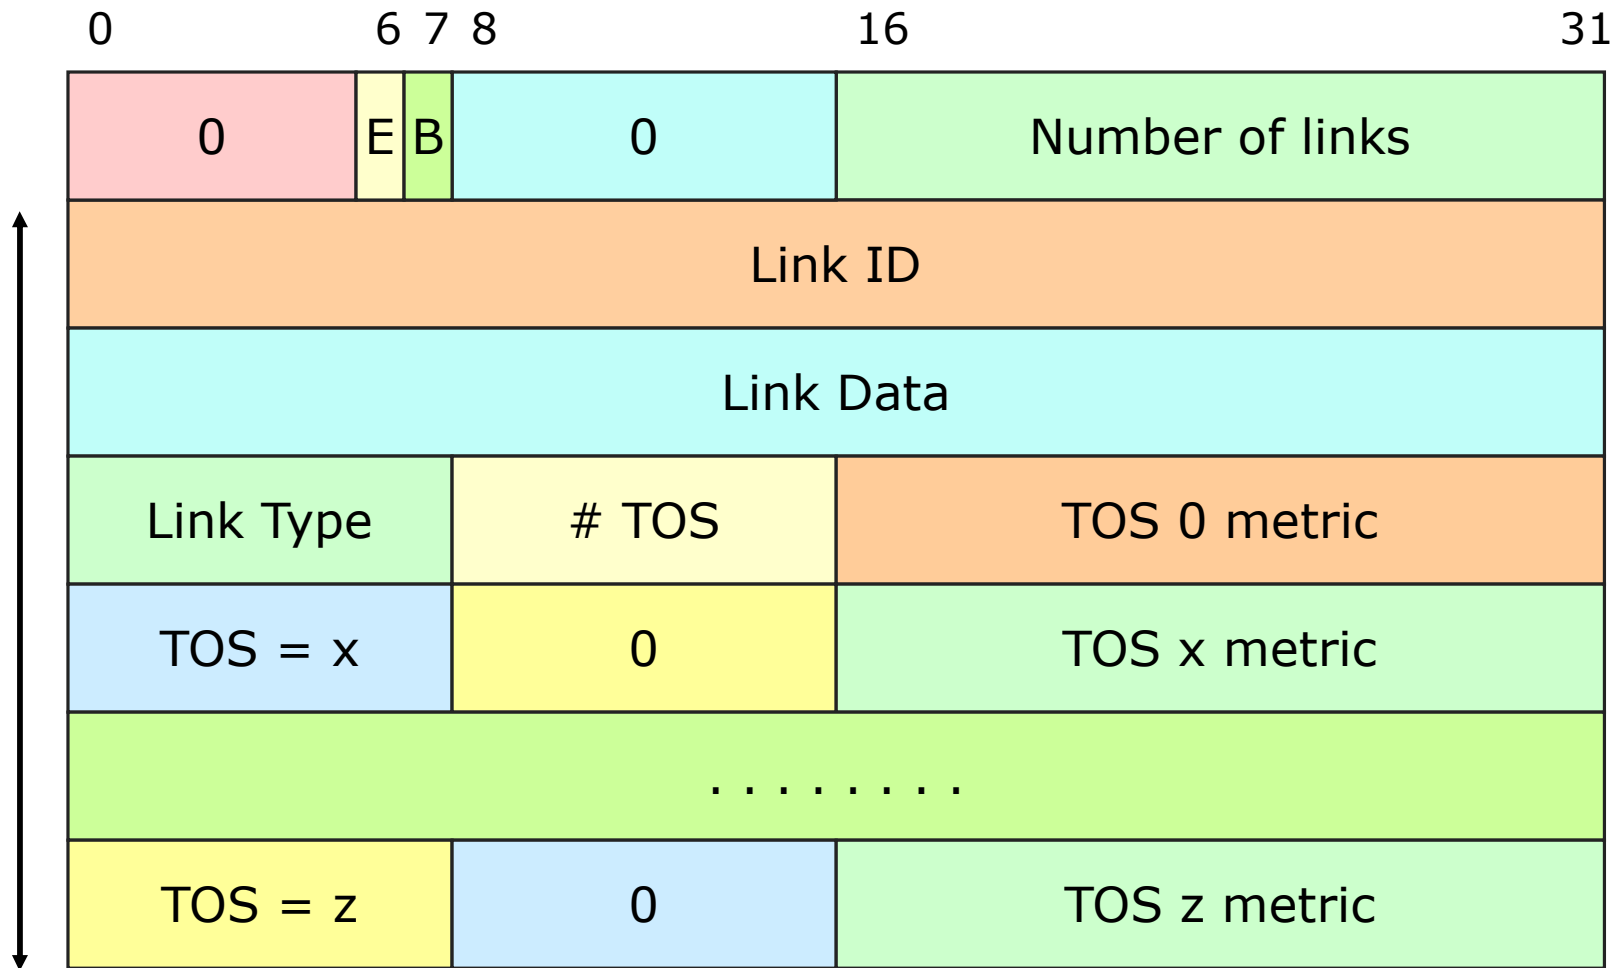 0 6 7 8 16 31
0 E B 0 Number of links
Link ID
Link Data
Link Type # TOS TOS 0 metric
TOS = x 0 TOS x metric
. . . . . . . .
TOS = z 0 TOS z metric